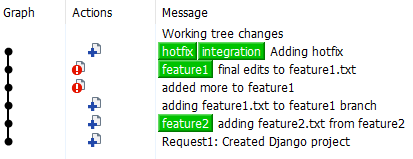 Graph Actions Message
Working tree changes
hotfix integration Adding hotfix
feature1 final edits to feature1.txt
added more to feature1
adding feature1.txt to feature1 branch
feature2 adding feature2.txt from feature2
Request1: Created Django project